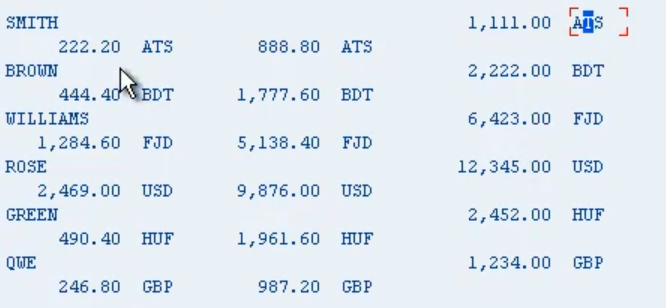 SMITH 1,111.00 ATS
222.20 ATS 888.80 ATS
BROWN 2,222.00 BDT
444.40 BDT 1,777.60 BDT
WILLIAMS 6,423.00 FJD
1,284.60 FJD 5,138.40 FJD
ROSE 12,345.00 USD
2,469.00 USD 9,876.00 USD
GREEN 2,452.00 HUF
490.40 HUF 1,961.60 HUF
QWE 1,234.00 GBP
246.80 GBP 987.20 GBP